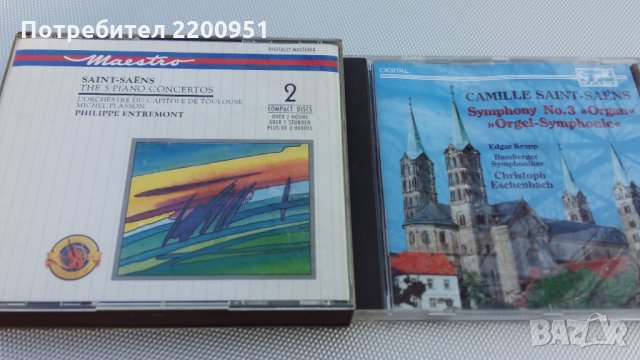 Потребител 2200951
Maestro
DIGITALLY MASTERED
SAINT-SAËNS
THE 5 PIANO CONCERTOS
L'ORCHESTRE DU CAPITOLE DE TOULOUSE
MICHEL PLASSON
PHILIPPE ENTREMONT
2
COMPACT DISCS
OVER 2 HOURS
ÜBER 2 STUNDEN
PLUS DE 2 HEURES
DIGITAL
CAMILLE SAINT-SAËNS
Symphony No. 3 »Organ«
»Orgel-Symphonie«
Edgar Krapp
Bamberger
Symphoniker
Christoph
Eschenbach
BAZAR